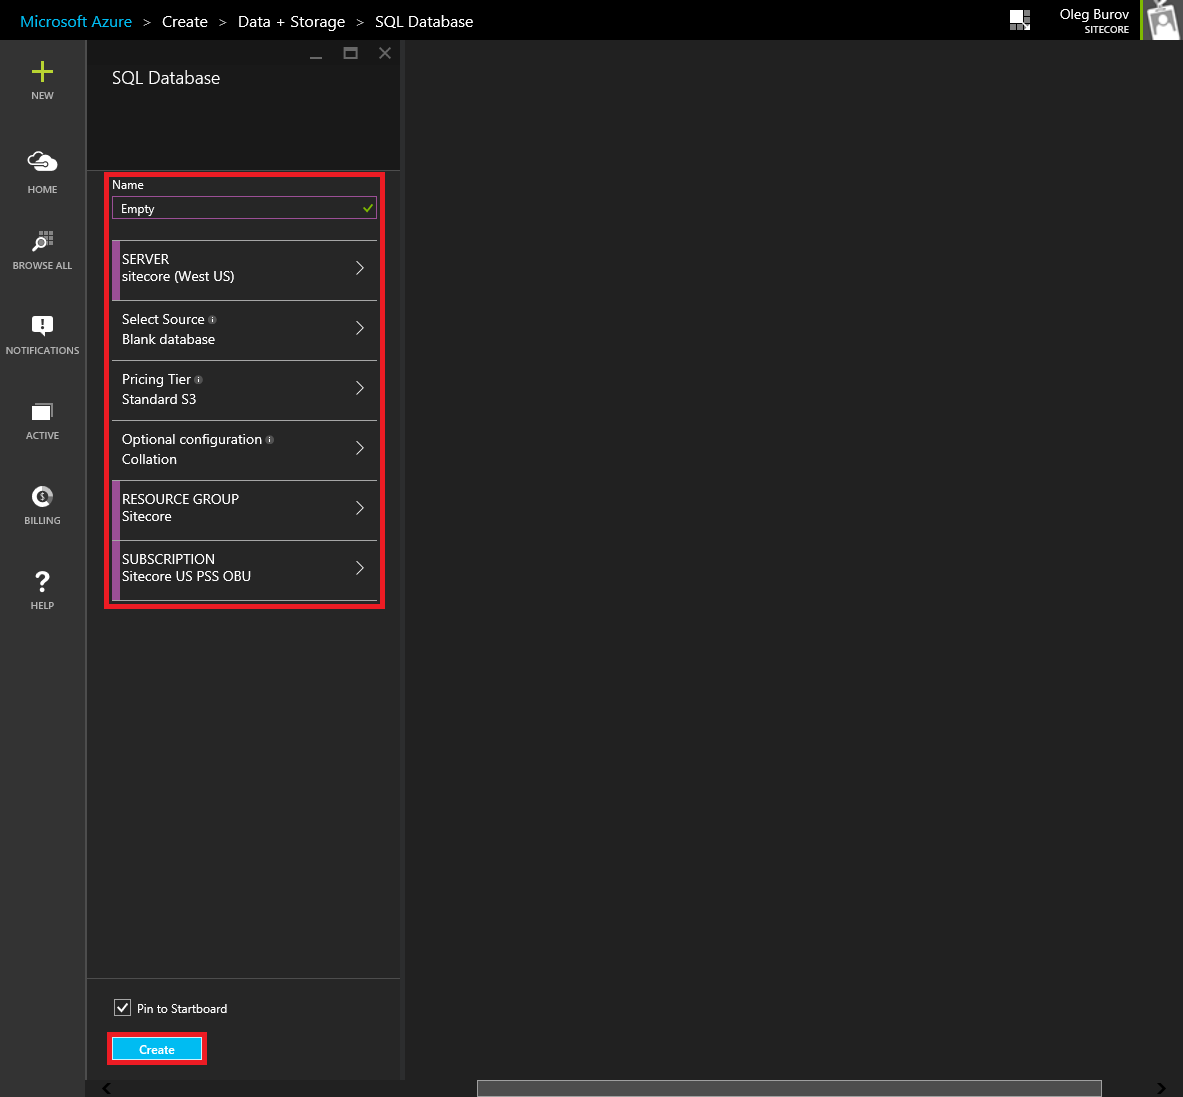 Microsoft Azure > Create > Data + Storage > SQL Database
Oleg Burov
SITECORE
NEW
HOME
BROWSE ALL
NOTIFICATIONS
ACTIVE
BILLING
HELP
SQL Database
Name
Empty
SERVER
sitecore (West US)
Select Source
Blank database
Pricing Tier
Standard S3
Optional configuration
Collation
RESOURCE GROUP
Sitecore
SUBSCRIPTION
Sitecore US PSS OBU
Pin to Startboard
Create